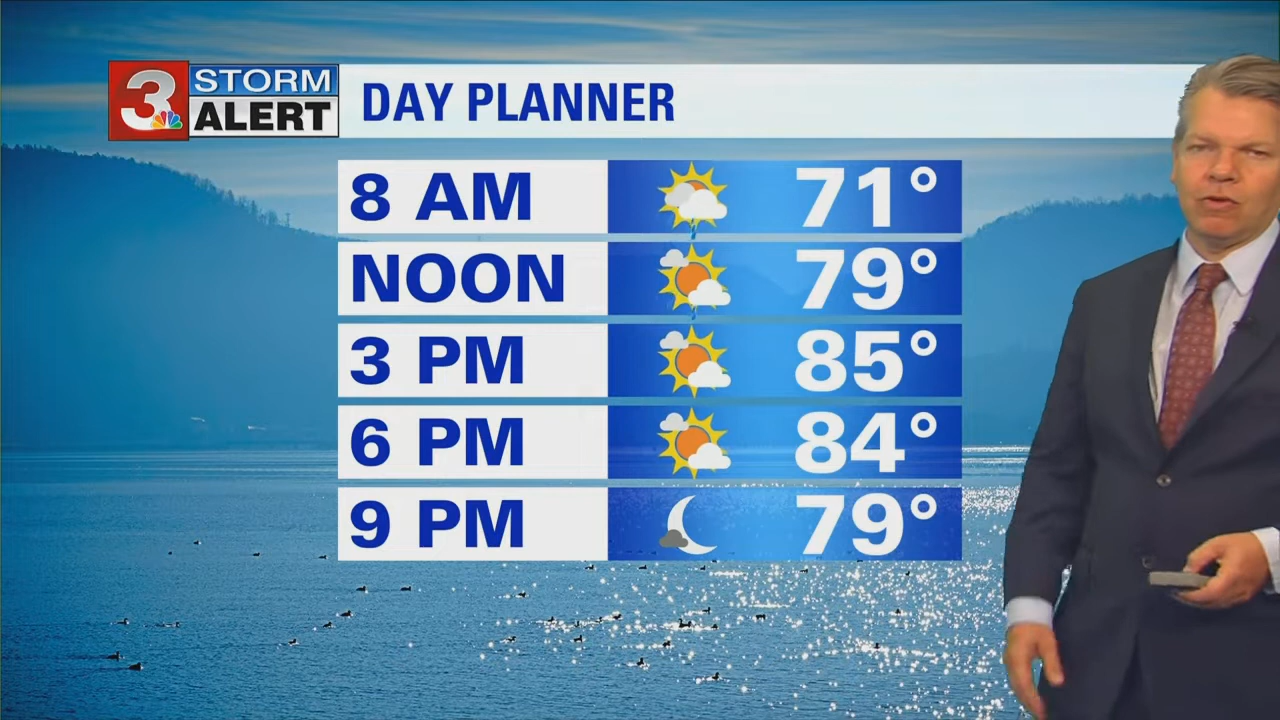 3 STORM
ALERT
DAY PLANNER
8 AM 71°
NOON 79°
3 PM 85°
6 PM 84°
9 PM 79°